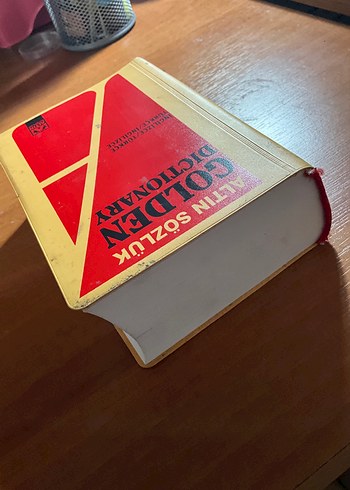 ALTIN SÖZLÜK
GOLDEN
DICTIONARY
İNGİLİZCE-TÜRKÇE
TÜRKÇE-İNGİLİZCE